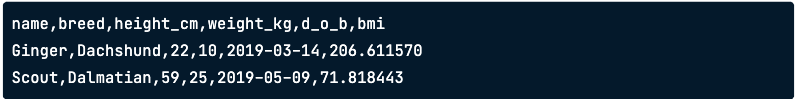 name,breed,height_cm,weight_kg,d_o_b,bmi
Ginger,Dachshund,22,10,2019-03-14,206.611570
Scout,Dalmatian,59,25,2019-05-09,71.818443